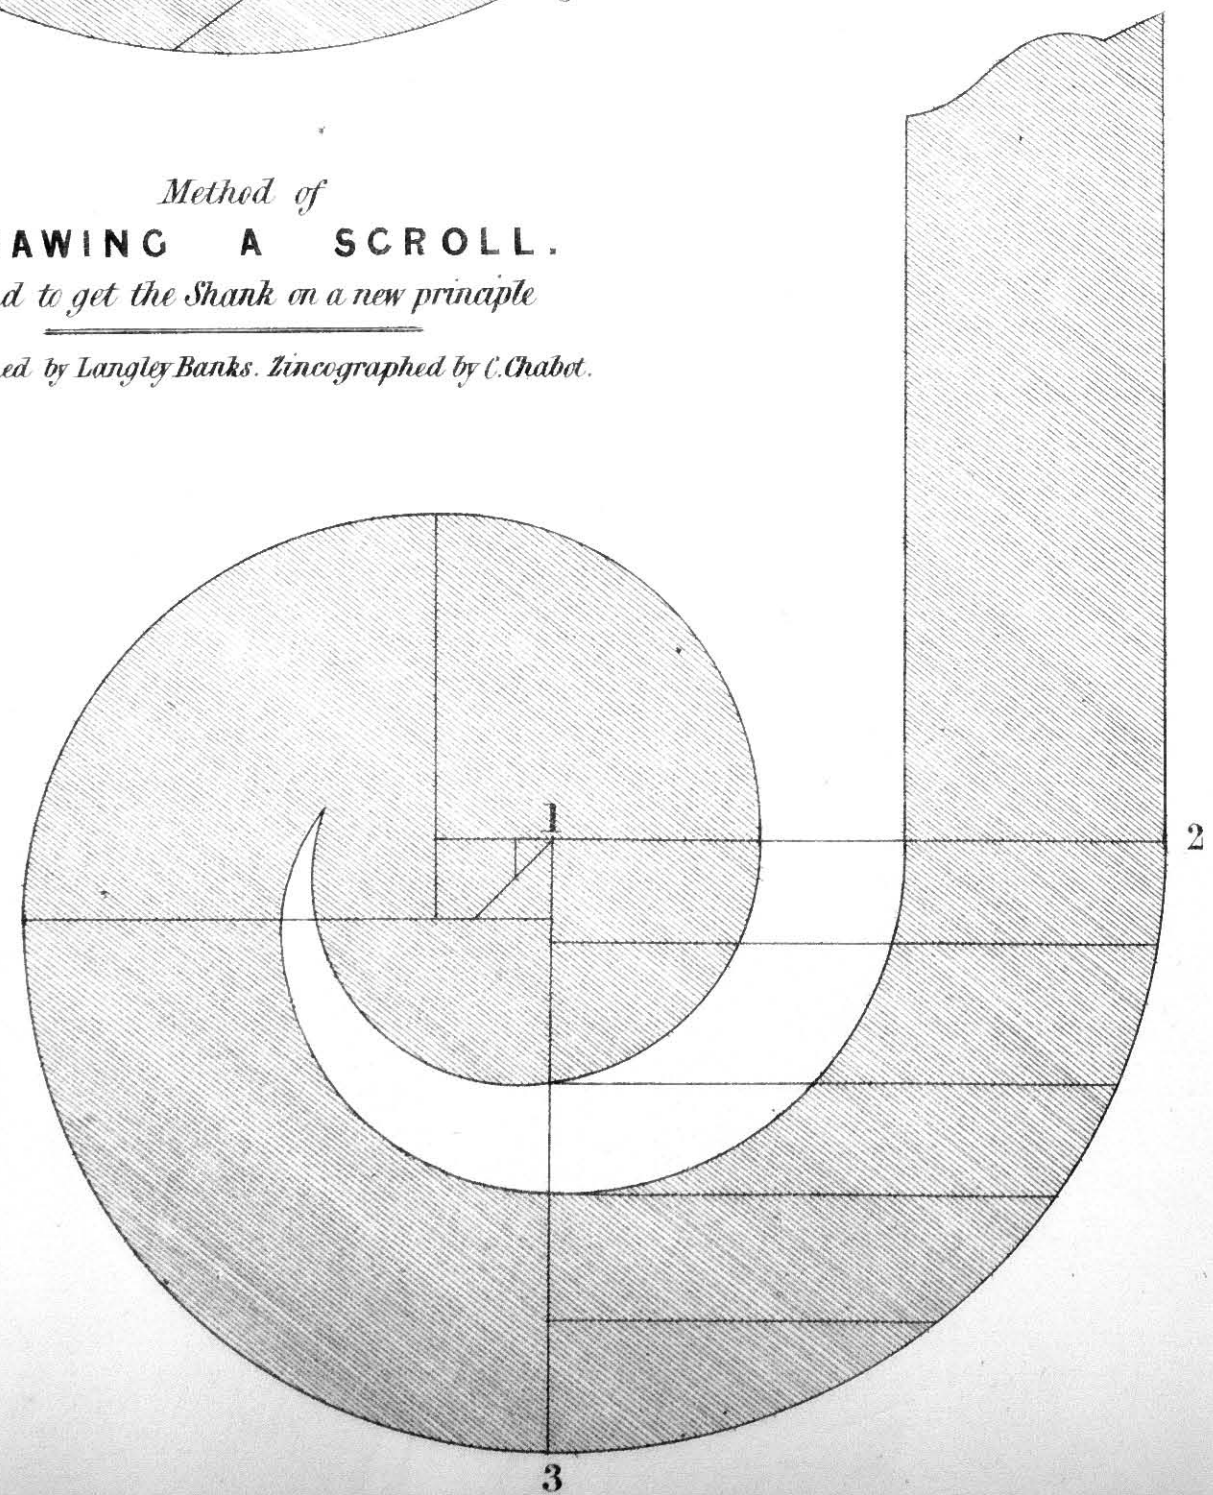 Method of
AWING A SCROLL.
d to get the Shank on a new principle
ed by Langley Banks. Zincographed by C. Chabot.
1
2
3